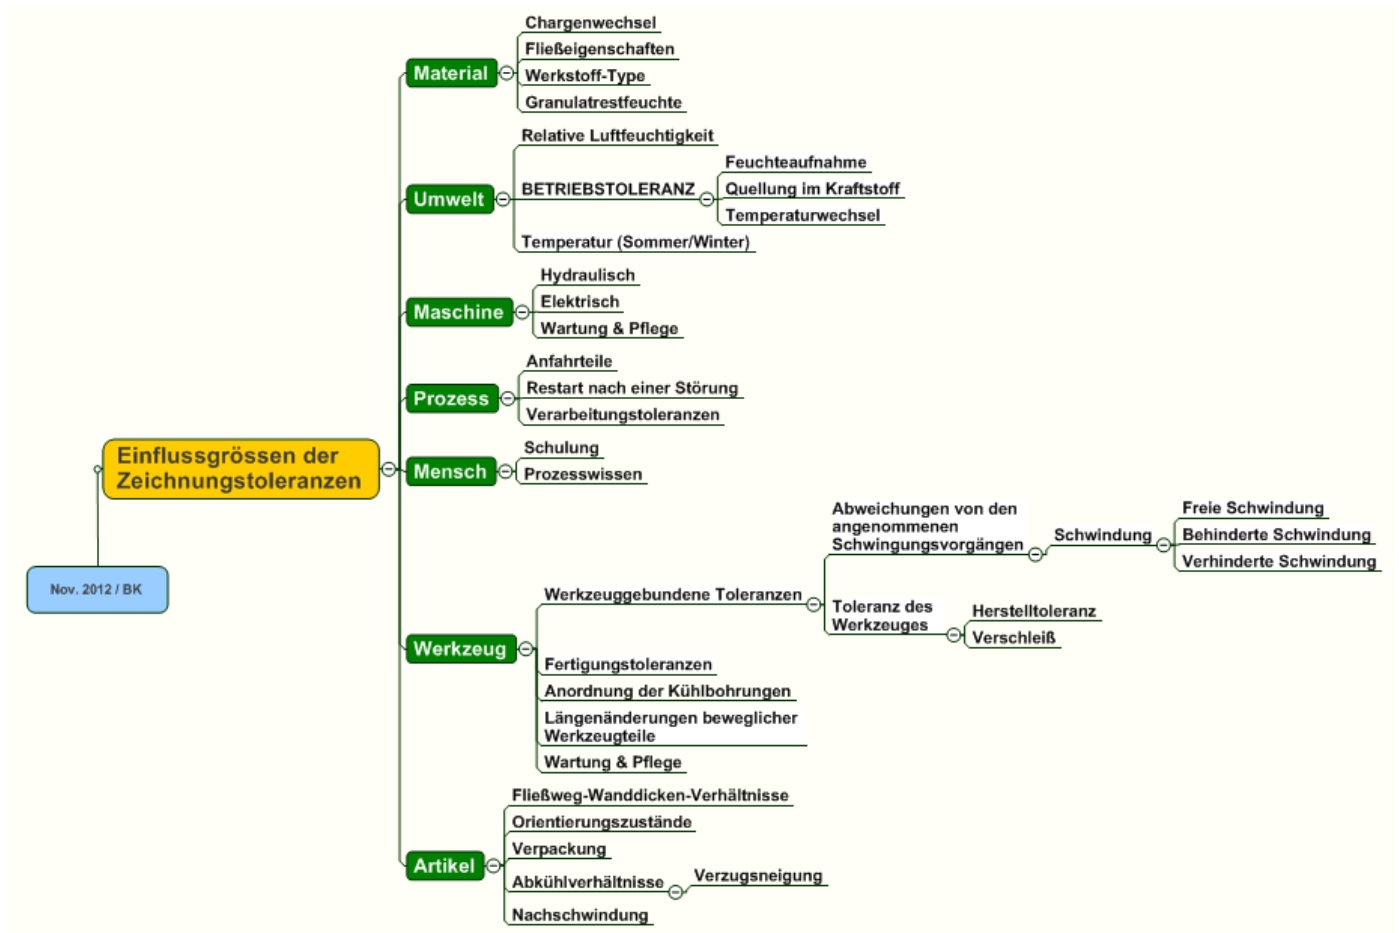 Chargenwechsel
Fließeigenschaften
Material
Werkstoff-Type
Granulatrestfeuchte
Relative Luftfeuchtigkeit
Feuchteaufnahme
Umwelt
BETRIEBSTOLERANZ
Quellung im Kraftstoff
Temperaturwechsel
Temperatur (Sommer/Winter)
Hydraulisch
Elektrisch
Maschine
Wartung & Pflege
Anfahrteile
Restart nach einer Störung
Prozess
Verarbeitungstoleranzen
Einflussgrössen der
Zeichnungstoleranzen
Schulung
Mensch
Prozesswissen
Nov. 2012 / BK
Abweichungen von den
angenommenen
Schwingungsvorgängen
Schwindung
Freie Schwindung
Behinderte Schwindung
Verhinderte Schwindung
Werkzeuggebundene Toleranzen
Toleranz des
Werkzeuges
Herstelltoleranz
Verschleiß
Werkzeug
Fertigungstoleranzen
Anordnung der Kühlbohrungen
Längenänderungen beweglicher
Werkzeugteile
Wartung & Pflege
Fließweg-Wanddicken-Verhältnisse
Orientierungszustände
Verpackung
Artikel
Abkühlverhältnisse
Verzugsneigung
Nachschwindung